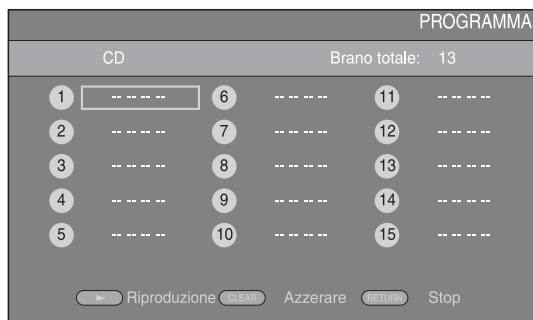 PROGRAMMA
CD Brano totale: 13
1 -- -- -- -- 6 -- -- -- -- 11 -- -- -- --
2 -- -- -- -- 7 -- -- -- -- 12 -- -- -- --
3 -- -- -- -- 8 -- -- -- -- 13 -- -- -- --
4 -- -- -- -- 9 -- -- -- -- 14 -- -- -- --
5 -- -- -- -- 10 -- -- -- -- 15 -- -- -- --
Riproduzione CLEAR Azzerare RETURN Stop